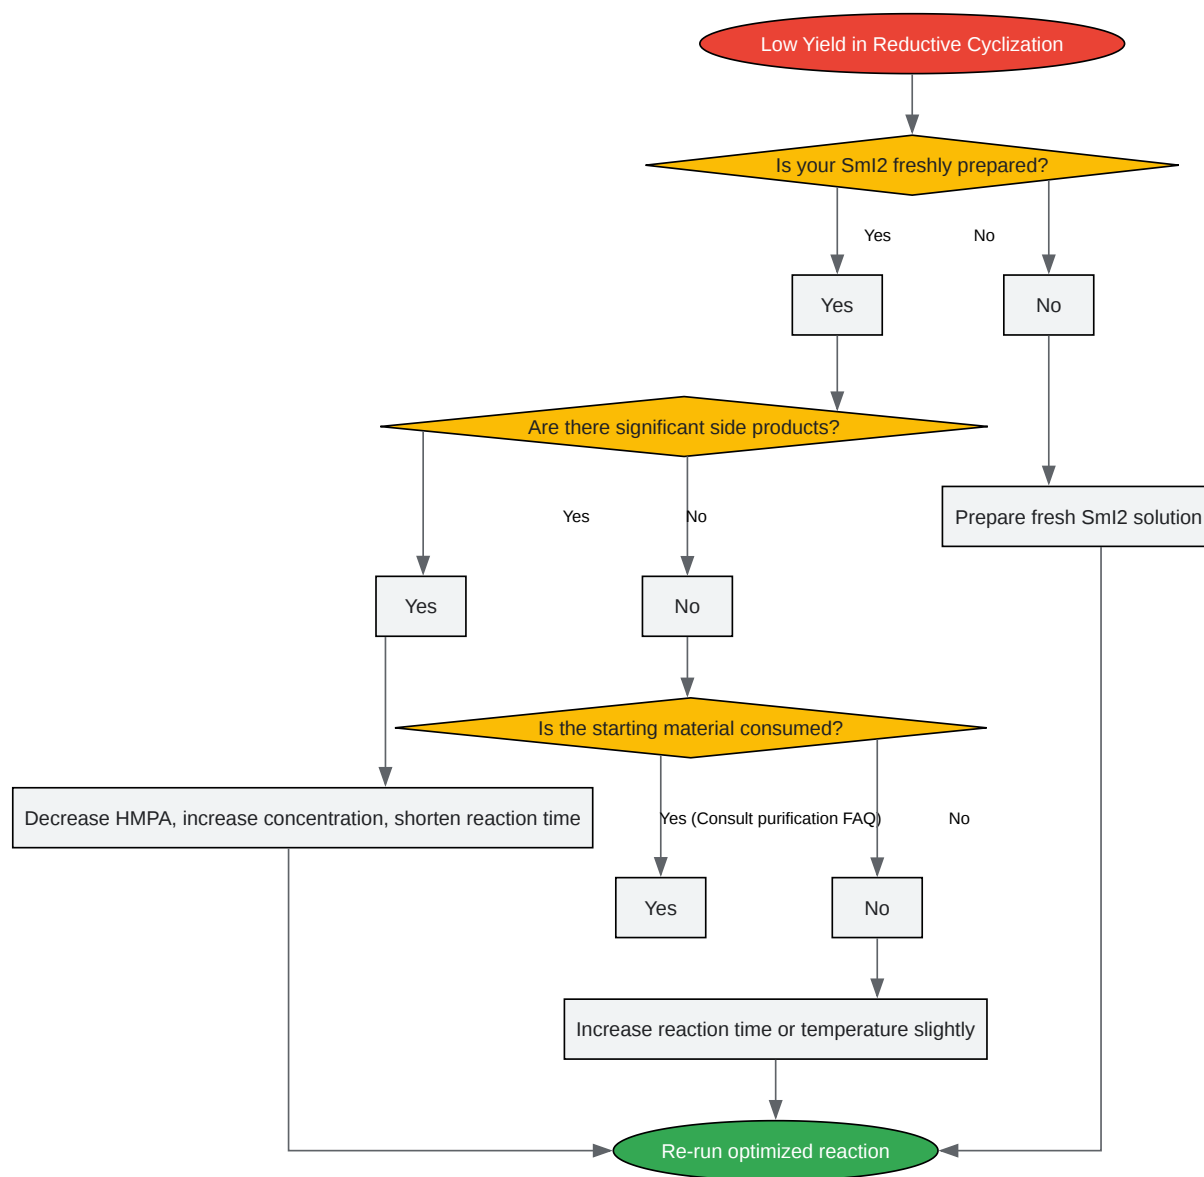 Low Yield in Reductive Cyclization
Is your SmI2 freshly prepared?
Yes
No
Yes
No
Are there significant side products?
Prepare fresh SmI2 solution
Yes
No
Yes
No
Is the starting material consumed?
Decrease HMPA, increase concentration, shorten reaction time
Yes (Consult purification FAQ)
No
Yes
No
Increase reaction time or temperature slightly
Re-run optimized reaction